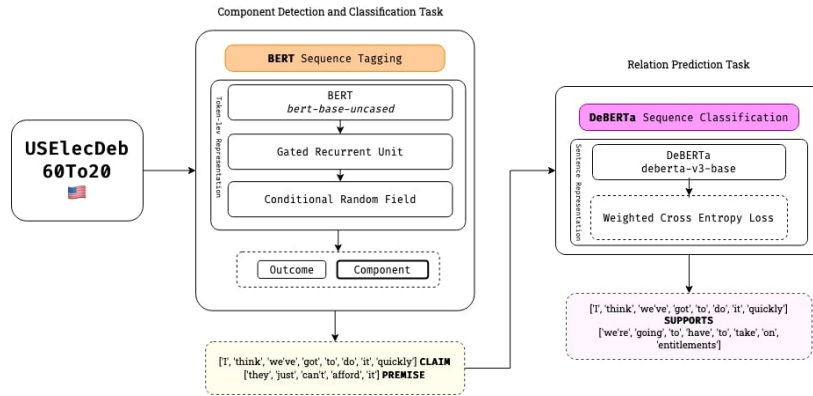 Component Detection and Classification Task
BERT Sequence Tagging
Token-lev Representation
BERT
bert-base-uncased
Gated Recurrent Unit
Conditional Random Field
Outcome
Component
USElecDeb
60To20
['I', 'think', 'we've', 'got', 'to', 'do', 'it', 'quickly'] CLAIM
['they', 'just', 'can't', 'afford', 'it'] PREMISE
Relation Prediction Task
DeBERTa Sequence Classification
Sentence Representation
DeBERTa
deberta-v3-base
Weighted Cross Entropy Loss
['I', 'think', 'we've', 'got', 'to', 'do', 'it', 'quickly']
SUPPORTS
['we're', 'going', 'to', 'have', 'to', 'take', 'on',
'entitlements']